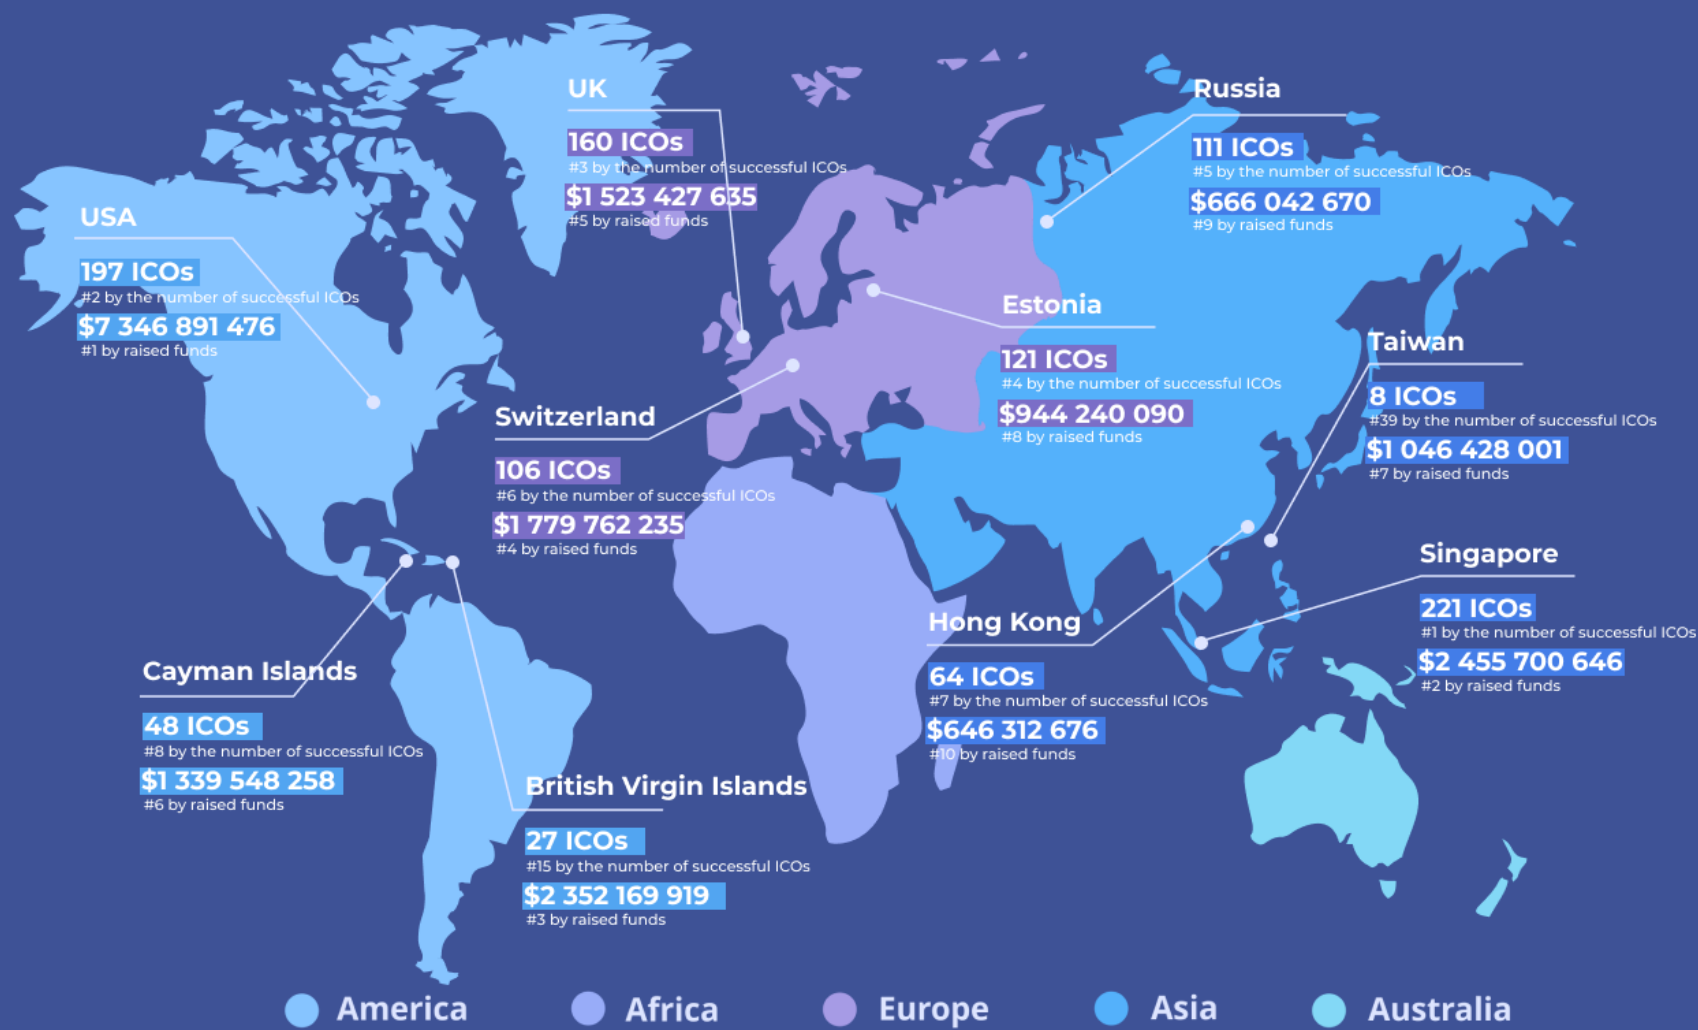 UK
160 ICOs
#3 by the number of successful ICOs
$1 523 427 635
#5 by raised funds
Russia
111 ICOs
#5 by the number of successful ICOs
$666 042 670
#9 by raised funds
USA
197 ICOs
#2 by the number of successful ICOs
$7 346 891 476
#1 by raised funds
Estonia
121 ICOs
#4 by the number of successful ICOs
$944 240 090
#8 by raised funds
Taiwan
8 ICOs
#39 by the number of successful ICOs
$1 046 428 001
#7 by raised funds
Switzerland
106 ICOs
#6 by the number of successful ICOs
$1 779 762 235
#4 by raised funds
Singapore
221 ICOs
#1 by the number of successful ICOs
$2 455 700 646
#2 by raised funds
Hong Kong
64 ICOs
#7 by the number of successful ICOs
$646 312 676
#10 by raised funds
Cayman Islands
48 ICOs
#8 by the number of successful ICOs
$1 339 548 258
#6 by raised funds
British Virgin Islands
27 ICOs
#15 by the number of successful ICOs
$2 352 169 919
#3 by raised funds
America
Africa
Europe
Asia
Australia